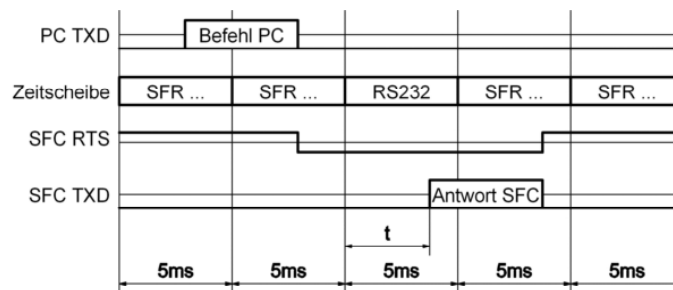 PC TXD Befehl PC
Zeitscheibe SFR ... SFR ... RS232 SFR ... SFR ...
SFC RTS
SFC TXD Antwort SFC
t
5ms 5ms 5ms 5ms 5ms